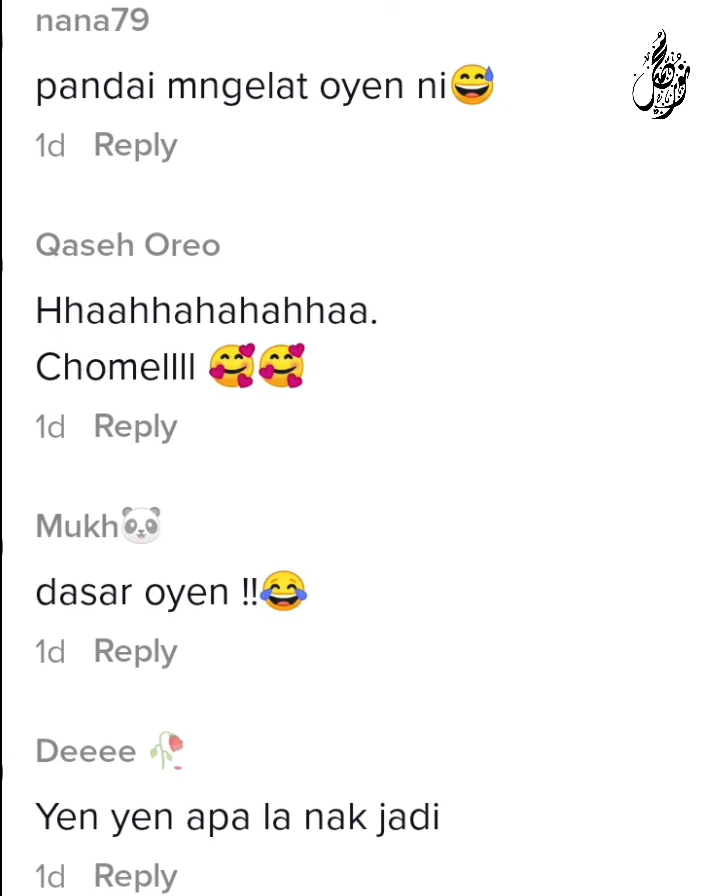 nana79
pandai mngelat oyen ni😅
1d Reply
Qaseh Oreo
Hhaahhahahahhaa.
Chomellll 🥰🥰
1d Reply
Mukh🐼
dasar oyen !!😂
1d Reply
Deeee 🥀
Yen yen apa la nak jadi
1d Reply